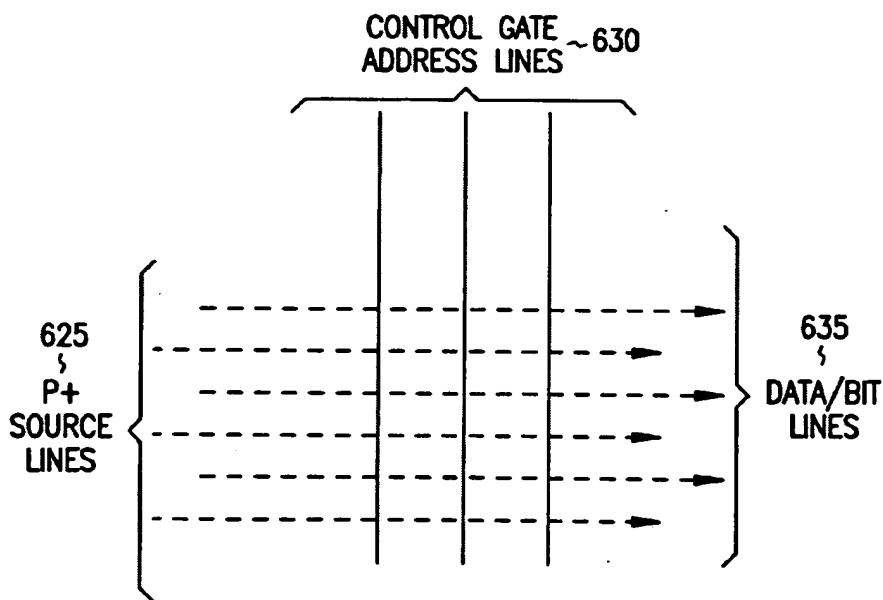 CONTROL GATE
ADDRESS LINES ~630
625
P+
SOURCE
LINES
635
DATA/BIT
LINES